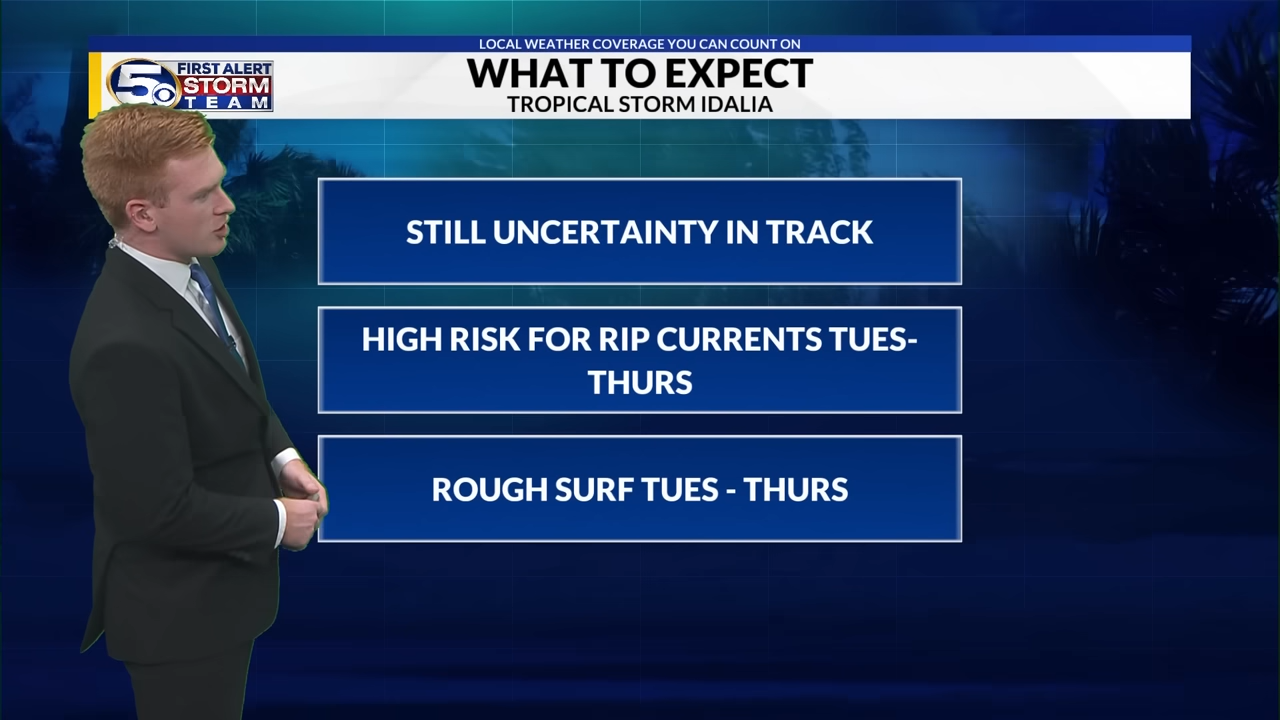 LOCAL WEATHER COVERAGE YOU CAN COUNT ON
5
FIRST ALERT
STORM
TEAM
WHAT TO EXPECT
TROPICAL STORM IDALIA
STILL UNCERTAINTY IN TRACK
HIGH RISK FOR RIP CURRENTS TUES-
THURS
ROUGH SURF TUES - THURS